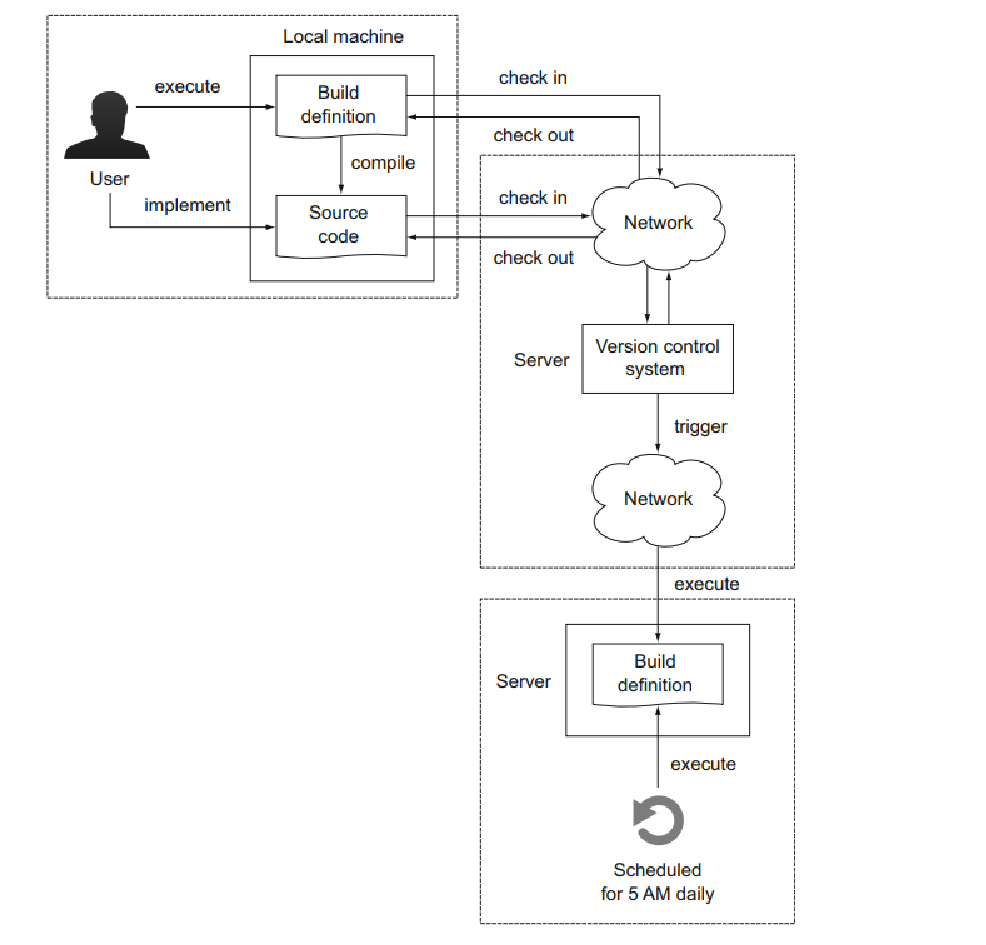 Local machine
execute
Build
definition
check in
check out
compile
User
implement
Source
code
check in
check out
Network
Server
Version control
system
trigger
Network
execute
Server
Build
definition
execute
Scheduled
for 5 AM daily